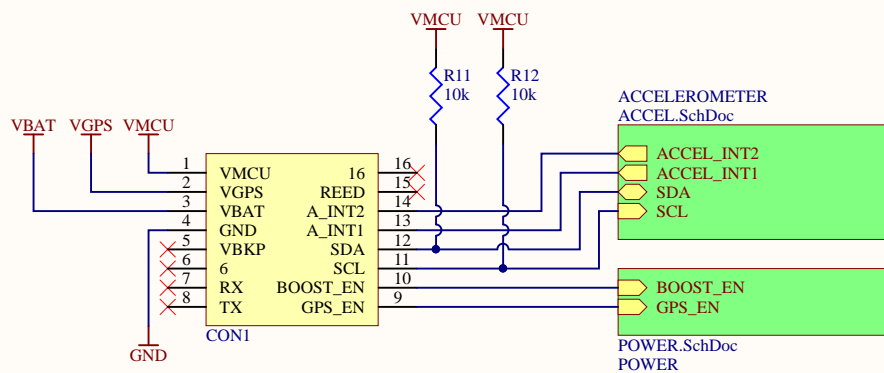 VMCU VMCU
R11 R12
10k 10k
ACCELEROMETER
ACCEL.SchDoc
VBAT VGPS VMCU
1 VMCU 16 16 ACCEL_INT2
2 VGPS REED 15 ACCEL_INT1
3 VBAT A_INT2 14 SDA
4 GND A_INT1 13 SCL
5 VBKP SDA 12
6 6 SCL 11
7 RX BOOST_EN 10 BOOST_EN
8 TX GPS_EN 9 GPS_EN
CON1
POWER.SchDoc
GND
POWER